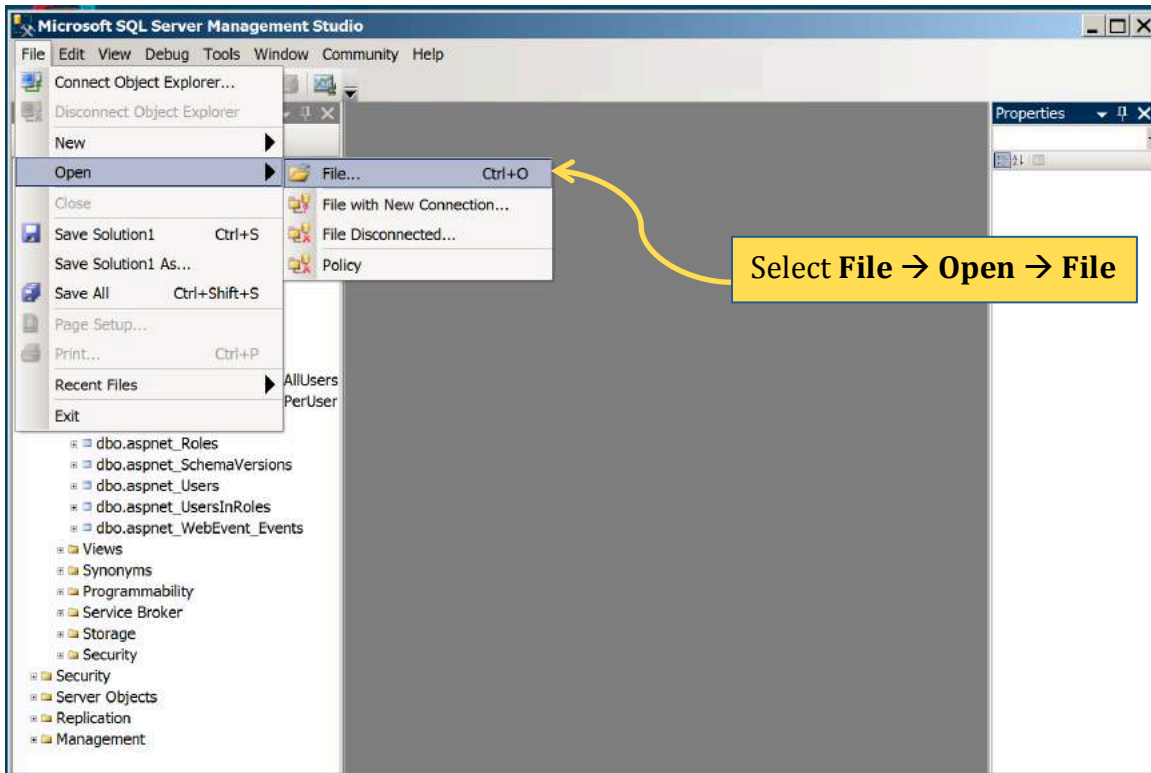 Microsoft SQL Server Management Studio
File Edit View Debug Tools Window Community Help
Connect Object Explorer...
Disconnect Object Explorer
New
Open
Close
Save Solution1 Ctrl+S
Save Solution1 As...
Save All Ctrl+Shift+S
Page Setup...
Print... Ctrl+P
Recent Files
Exit
File... Ctrl+O
File with New Connection...
File Disconnected...
Policy
Properties
Select File → Open → File
AllUsers
PerUser
dbo.aspnet_Roles
dbo.aspnet_SchemaVersions
dbo.aspnet_Users
dbo.aspnet_UsersInRoles
dbo.aspnet_WebEvent_Events
Views
Synonyms
Programmability
Service Broker
Storage
Security
Security
Server Objects
Replication
Management